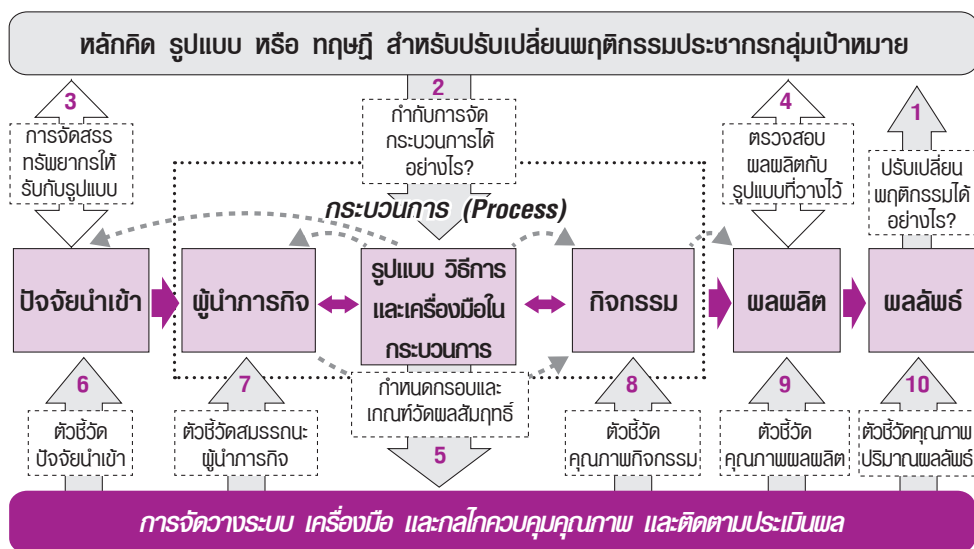 หลักคิด รูปแบบ หรือ ทฤษฎี สำหรับปรับเปลี่ยนพฤติกรรมประชากรกลุ่มเป้าหมาย
3
การจัดสรร
ทรัพยากรให้
รับกับรูปแบบ
2
กำกับการจัด
กระบวนการได้
อย่างไร?
4
ตรวจสอบ
ผลผลิตกับ
รูปแบบที่วางไว้
1
ปรับเปลี่ยน
พฤติกรรมได้
อย่างไร?
กระบวนการ (Process)
ปัจจัยนำเข้า
ผู้นำภารกิจ
รูปแบบ วิธีการ
และเครื่องมือใน
กระบวนการ
กิจกรรม
ผลผลิต
ผลลัพธ์
6
ตัวชี้วัด
ปัจจัยนำเข้า
7
ตัวชี้วัดสมรรถนะ
ผู้นำภารกิจ
กำหนดกรอบและ
เกณฑ์วัดผลสัมฤทธิ์
5
8
ตัวชี้วัด
คุณภาพกิจกรรม
9
ตัวชี้วัด
คุณภาพผลผลิต
10
ตัวชี้วัดคุณภาพ
ปริมาณผลลัพธ์
การจัดวางระบบ เครื่องมือ และกลไกควบคุมคุณภาพ และติดตามประเมินผล